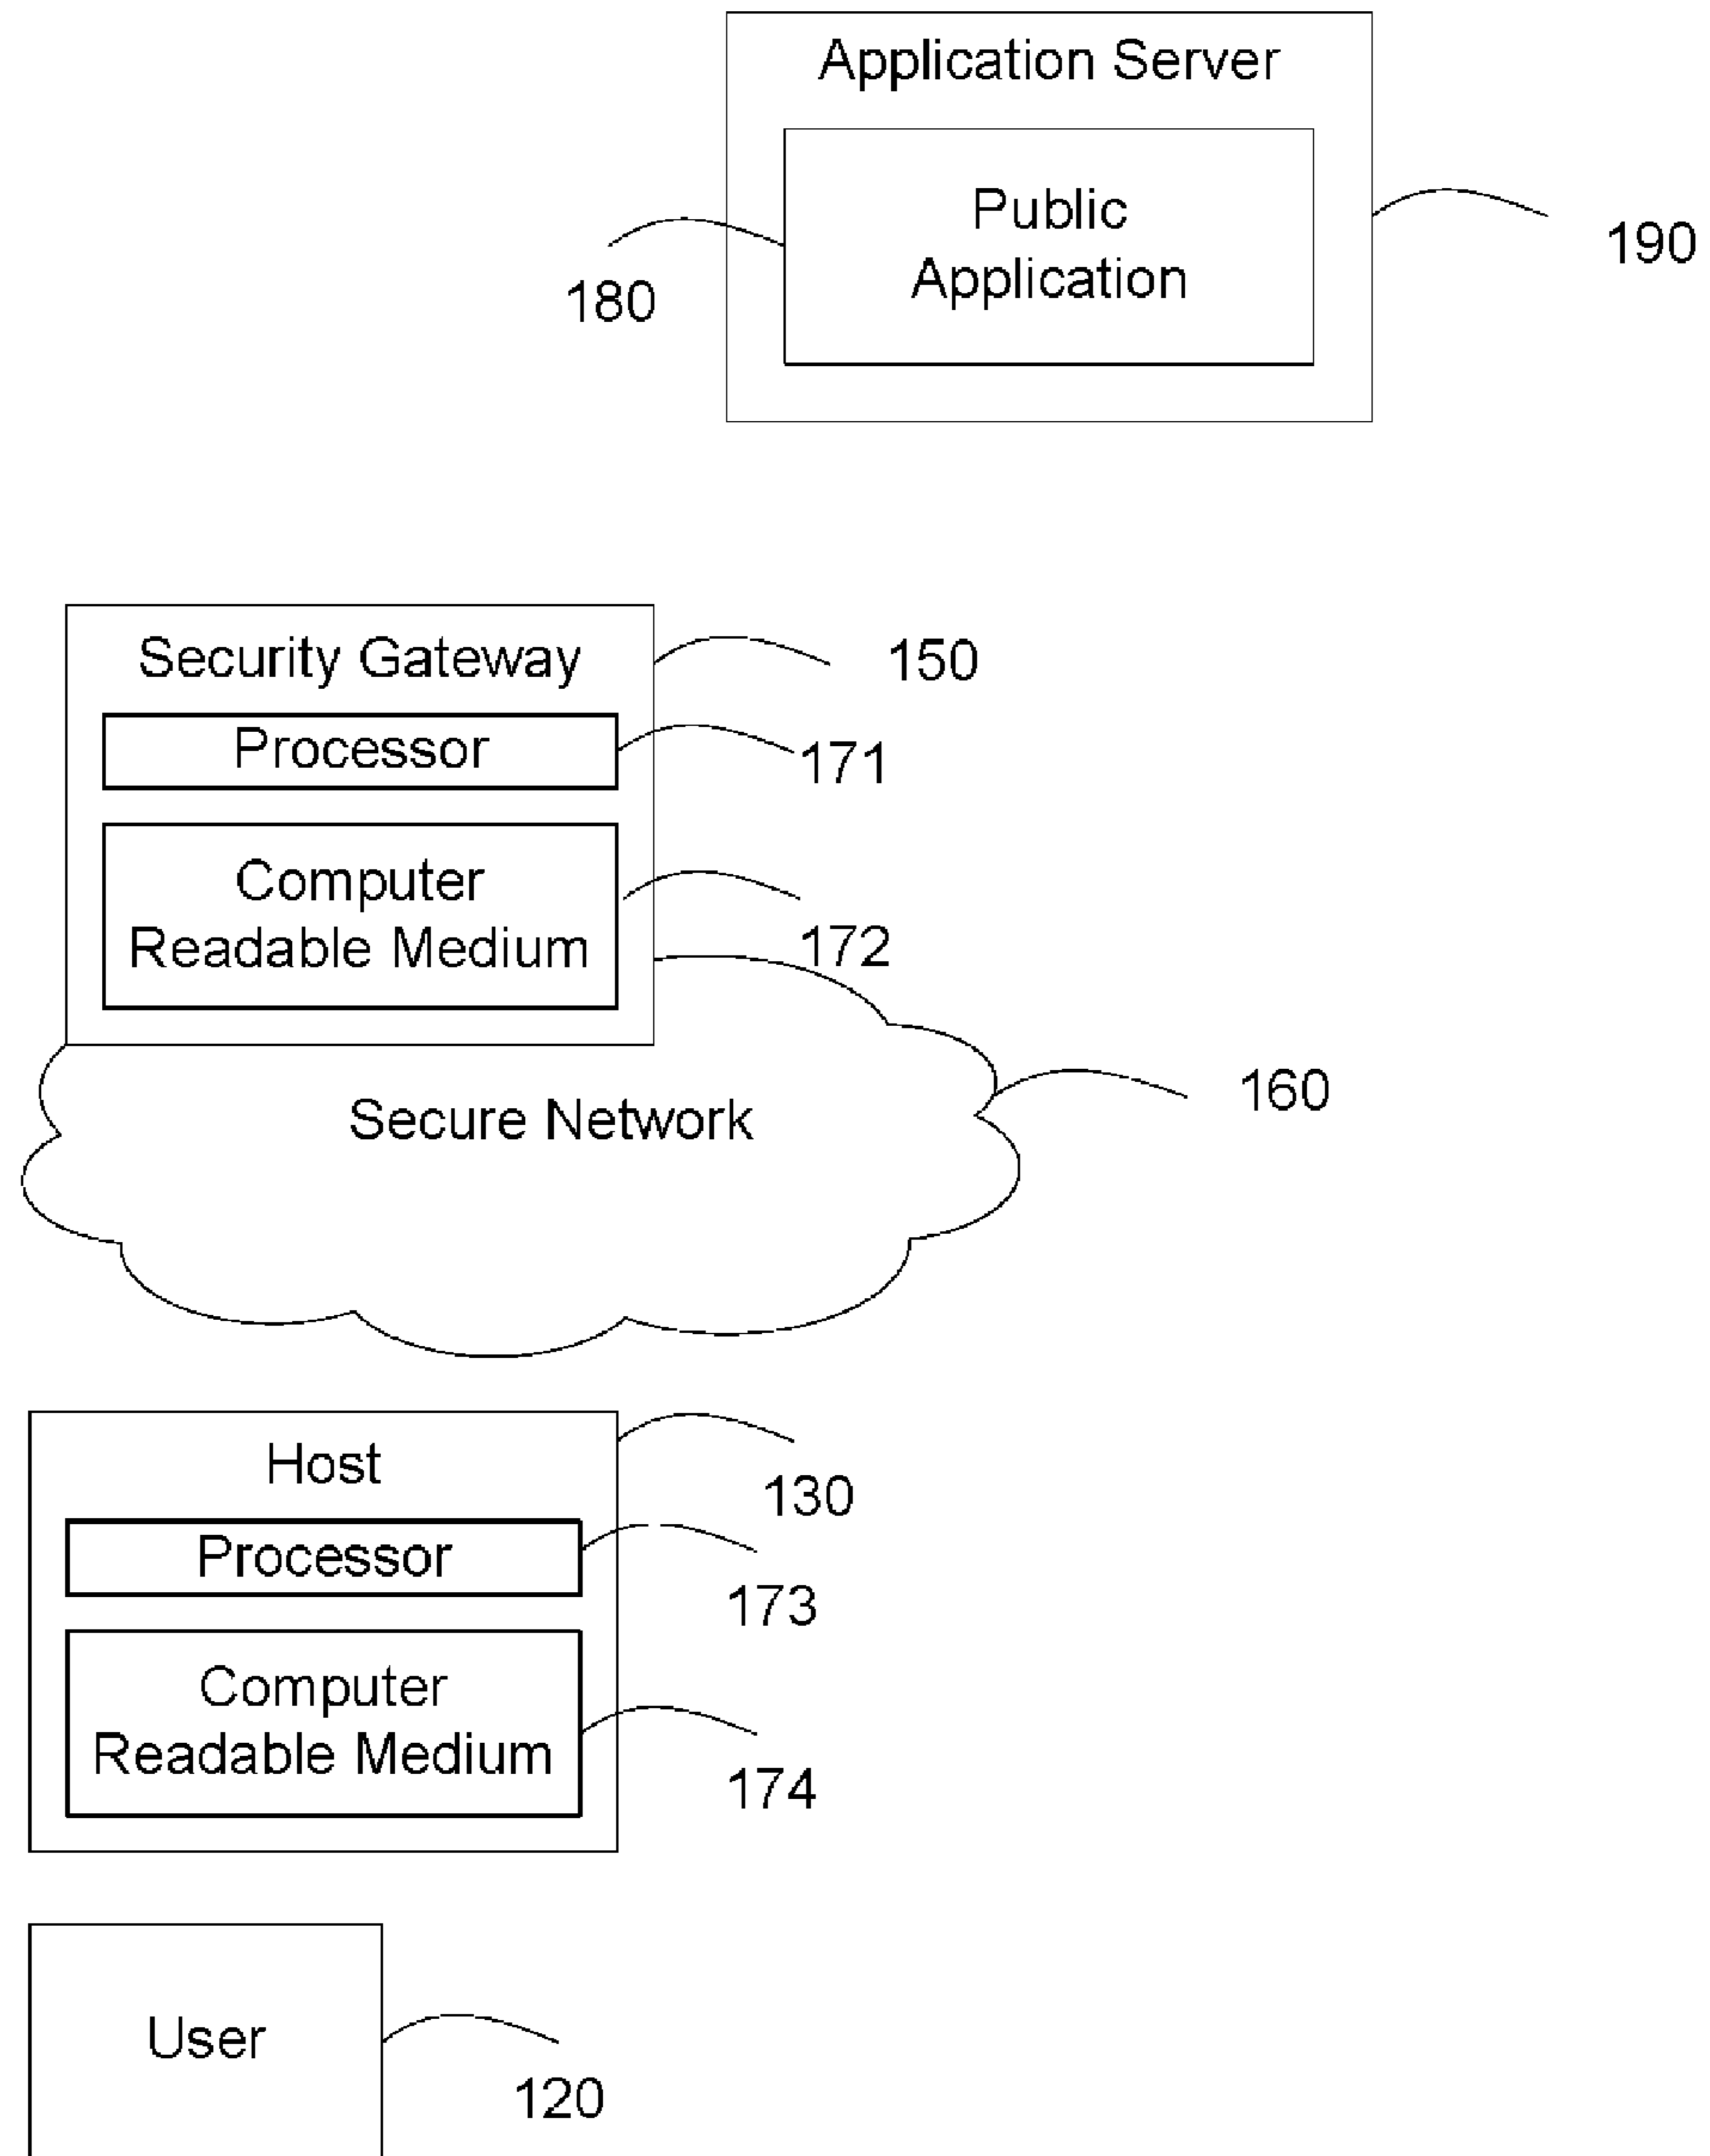 Application Server
Public
Application
190
180
Security Gateway
150
Processor
171
Computer
Readable Medium
172
Secure Network
160
Host
130
Processor
173
Computer
Readable Medium
174
User
120